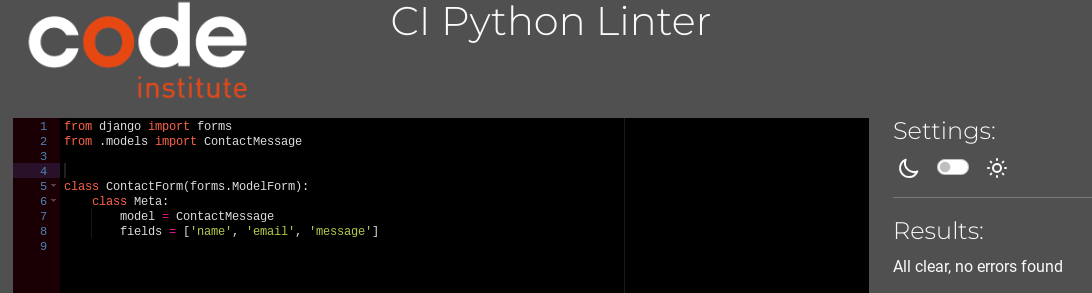 code
institute
CI Python Linter
1 from django import forms
2 from .models import ContactMessage
3
4
5 class ContactForm(forms.ModelForm):
6     class Meta:
7         model = ContactMessage
8         fields = ['name', 'email', 'message']
9
Settings:
Results:
All clear, no errors found